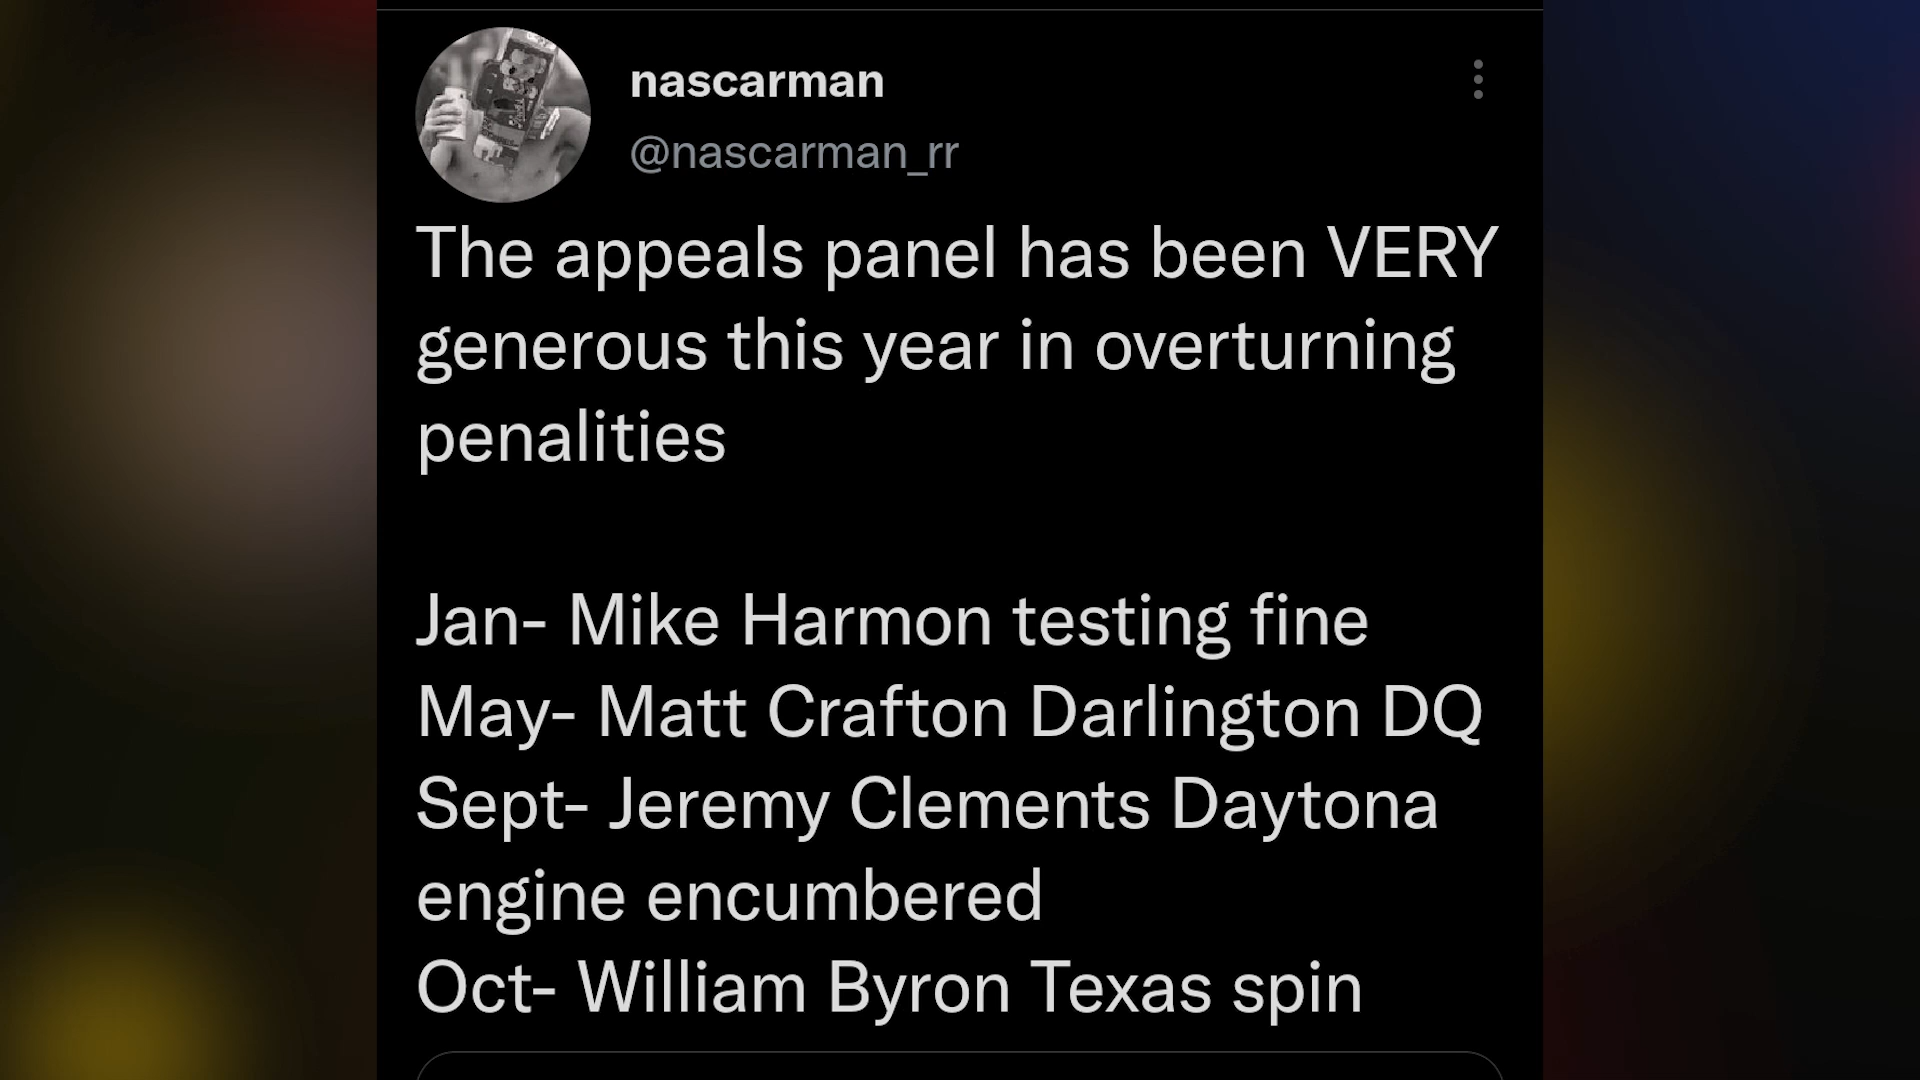 nascarman
@nascarman_rr
The appeals panel has been VERY
generous this year in overturning
penalities
Jan- Mike Harmon testing fine
May- Matt Crafton Darlington DQ
Sept- Jeremy Clements Daytona
engine encumbered
Oct- William Byron Texas spin